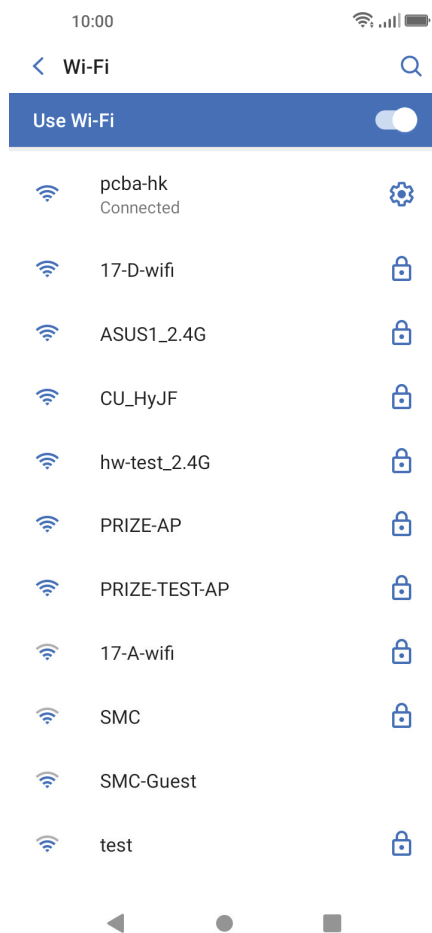 10:00
Wi-Fi
Use Wi-Fi
pcba-hk
Connected
17-D-wifi
ASUS1_2.4G
CU_HyJF
hw-test_2.4G
PRIZE-AP
PRIZE-TEST-AP
17-A-wifi
SMC
SMC-Guest
test